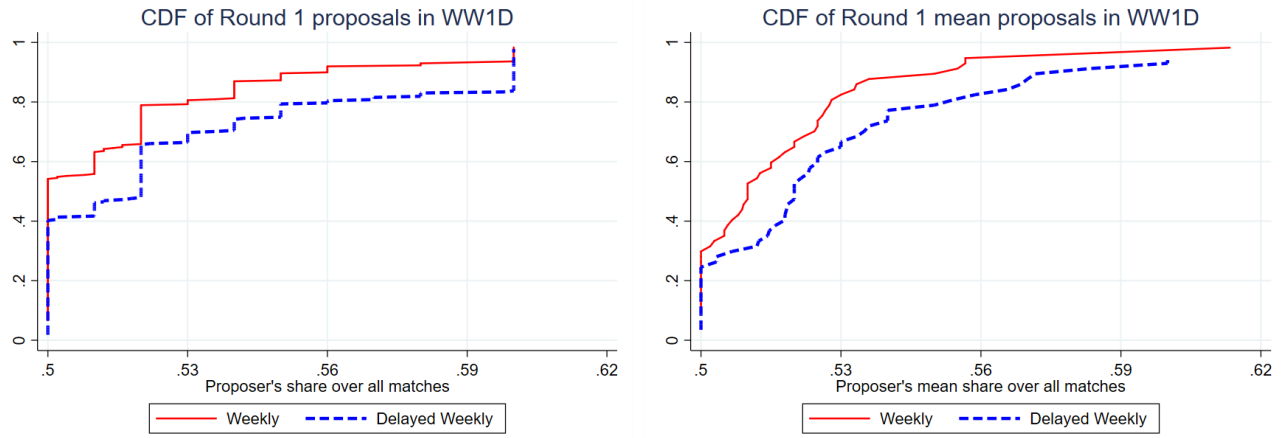 CDF of Round 1 proposals in WW1D
1
.8
.6
.4
.2
0
.5 .53 .56 .59 .62
Proposer's share over all matches
Weekly Delayed Weekly
CDF of Round 1 mean proposals in WW1D
1
.8
.6
.4
.2
0
.5 .53 .56 .59 .62
Proposer's mean share over all matches
Weekly Delayed Weekly